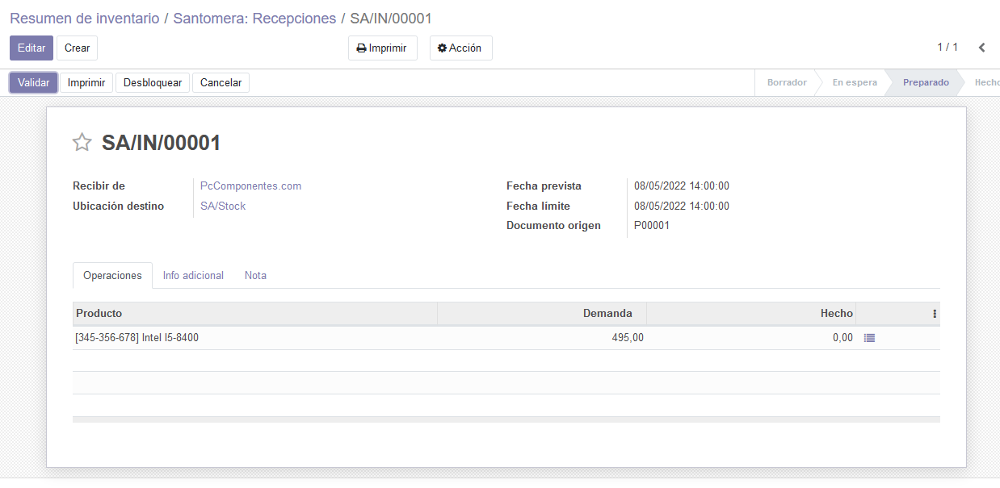 Resumen de inventario / Santomera: Recepciones / SA/IN/00001
Editar Crear Imprimir Acción 1 / 1
Validar Imprimir Desbloquear Cancelar Borrador En espera Preparado Hecho
SA/IN/00001
Recibir de PcComponentes.com Fecha prevista 08/05/2022 14:00:00
Ubicación destino SA/Stock Fecha límite 08/05/2022 14:00:00
Documento origen P00001
Operaciones Info adicional Nota
Producto Demanda Hecho
[345-356-678] Intel I5-8400 495,00 0,00